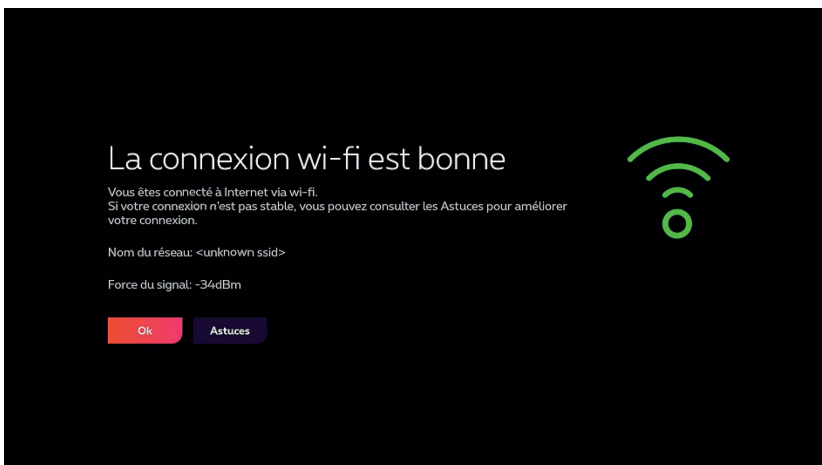 La connexion wi-fi est bonne
Vous êtes connecté à Internet via wi-fi.
Si votre connexion n'est pas stable, vous pouvez consulter les Astuces pour améliorer
votre connexion.
Nom du réseau: <unknown ssid>
Force du signal: -34dBm
Ok
Astuces